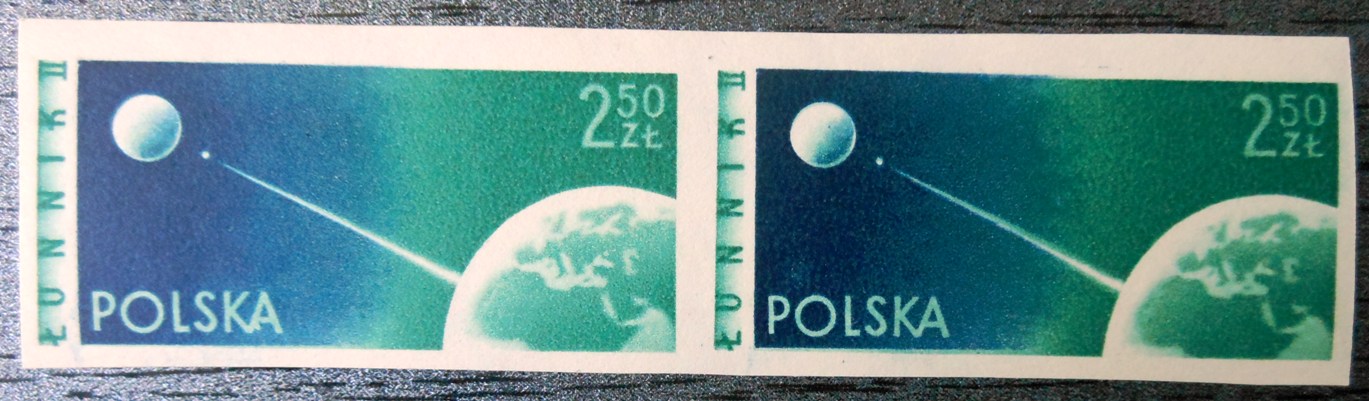 ŁUNNIK II
2 50 ZŁ
POLSKA
ŁUNNIK II
2 50 ZŁ
POLSKA